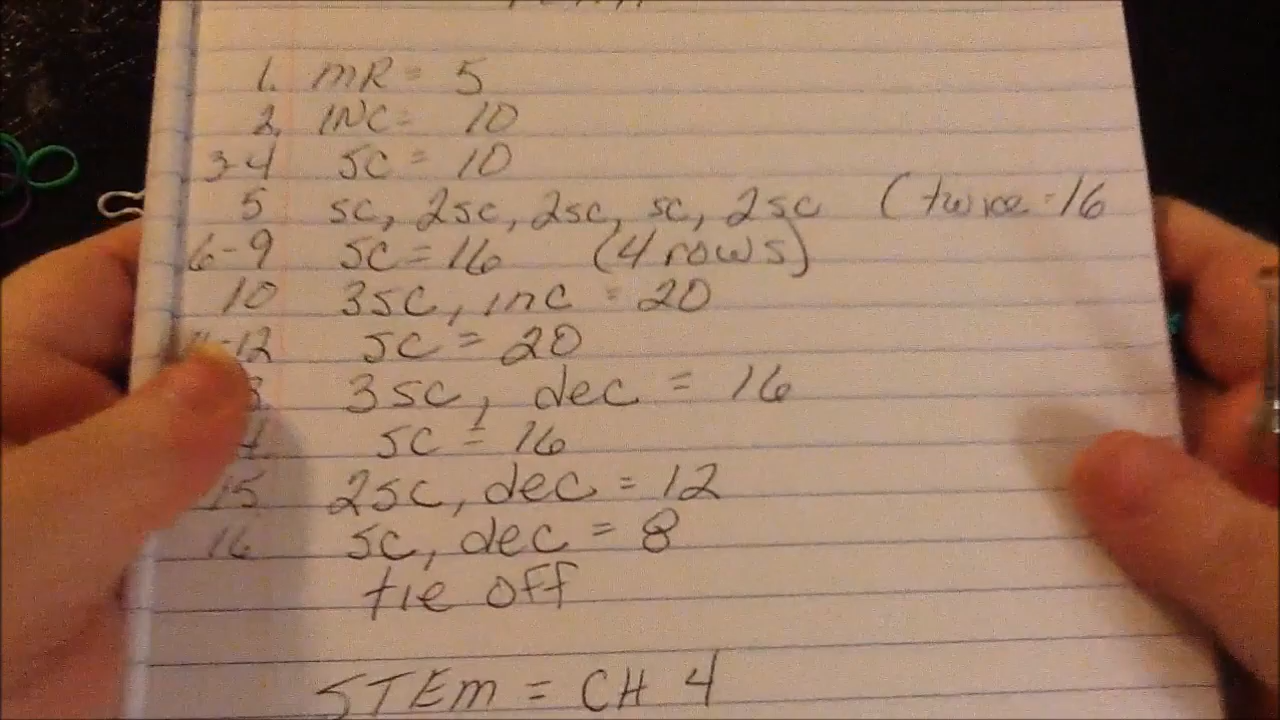 1. MR = 5
2. INC = 10
3-4 SC = 10
5 sc, 2sc, 2sc, sc, 2sc (twice = 16
6-9 SC = 16 (4 rows)
10 3SC, inc = 20
-12 SC = 20
3 3SC, dec = 16
SC = 16
15 2SC, dec = 12
16 SC, dec = 8
tie off
STEM = CH 4